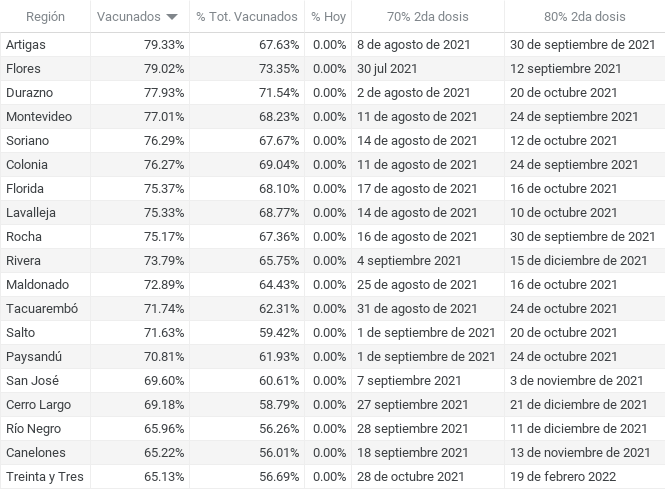 Región Vacunados % Tot. Vacunados % Hoy 70% 2da dosis 80% 2da dosis
Artigas 79.33% 67.63% 0.00% 8 de agosto de 2021 30 de septiembre de 2021
Flores 79.02% 73.35% 0.00% 30 jul 2021 12 septiembre 2021
Durazno 77.93% 71.54% 0.00% 2 de agosto de 2021 20 de octubre 2021
Montevideo 77.01% 68.23% 0.00% 11 de agosto de 2021 24 de septiembre 2021
Soriano 76.29% 67.67% 0.00% 14 de agosto de 2021 12 de octubre 2021
Colonia 76.27% 69.04% 0.00% 11 de agosto de 2021 24 de septiembre 2021
Florida 75.37% 68.10% 0.00% 17 de agosto de 2021 16 de octubre 2021
Lavalleja 75.33% 68.77% 0.00% 14 de agosto de 2021 10 de octubre 2021
Rocha 75.17% 67.36% 0.00% 16 de agosto de 2021 30 de septiembre de 2021
Rivera 73.79% 65.75% 0.00% 4 septiembre 2021 15 de diciembre de 2021
Maldonado 72.89% 64.43% 0.00% 25 de agosto de 2021 16 de octubre 2021
Tacuarembó 71.74% 62.31% 0.00% 31 de agosto de 2021 24 de octubre 2021
Salto 71.63% 59.42% 0.00% 1 de septiembre de 2021 20 de octubre 2021
Paysandú 70.81% 61.93% 0.00% 1 de septiembre de 2021 24 de octubre 2021
San José 69.60% 60.61% 0.00% 7 septiembre 2021 3 de noviembre de 2021
Cerro Largo 69.18% 58.79% 0.00% 27 septiembre 2021 21 de diciembre de 2021
Río Negro 65.96% 56.26% 0.00% 28 septiembre 2021 11 de diciembre de 2021
Canelones 65.22% 56.01% 0.00% 18 septiembre 2021 13 de noviembre de 2021
Treinta y Tres 65.13% 56.69% 0.00% 28 de octubre 2021 19 de febrero 2022